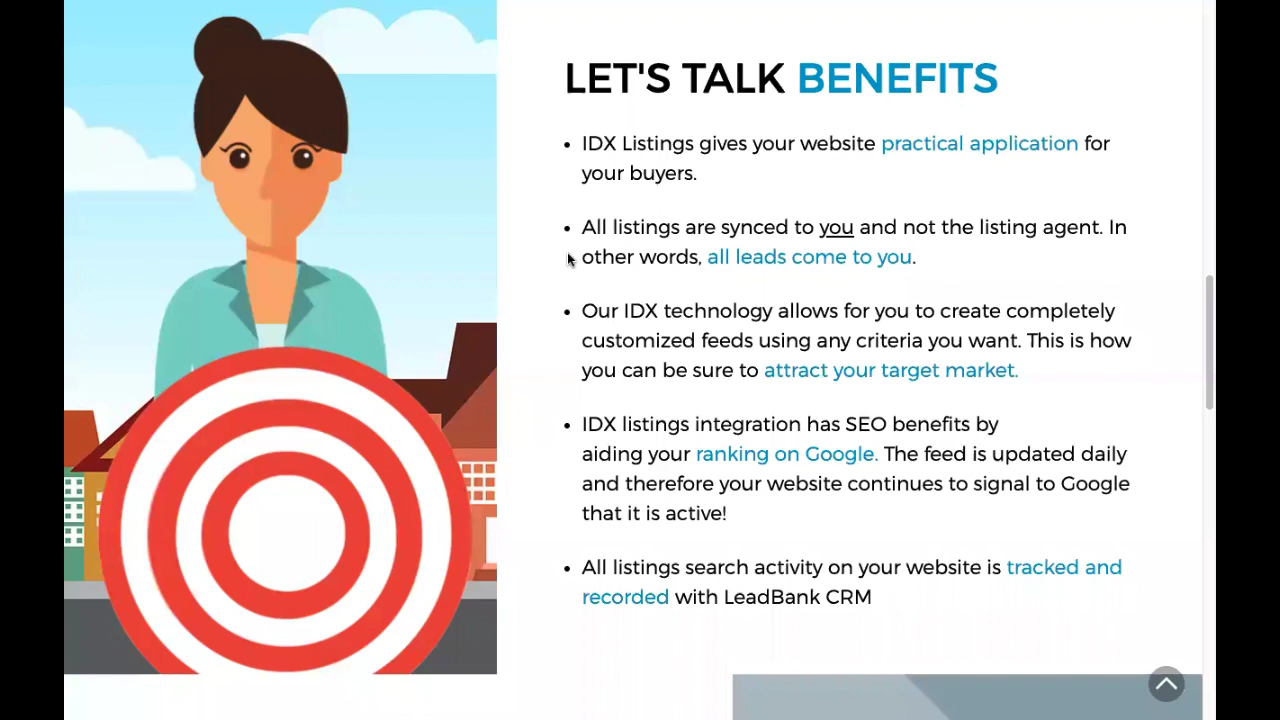 LET'S TALK BENEFITS
• IDX Listings gives your website practical application for
your buyers.
• All listings are synced to you and not the listing agent. In
other words, all leads come to you.
• Our IDX technology allows for you to create completely
customized feeds using any criteria you want. This is how
you can be sure to attract your target market.
• IDX listings integration has SEO benefits by
aiding your ranking on Google. The feed is updated daily
and therefore your website continues to signal to Google
that it is active!
• All listings search activity on your website is tracked and
recorded with LeadBank CRM